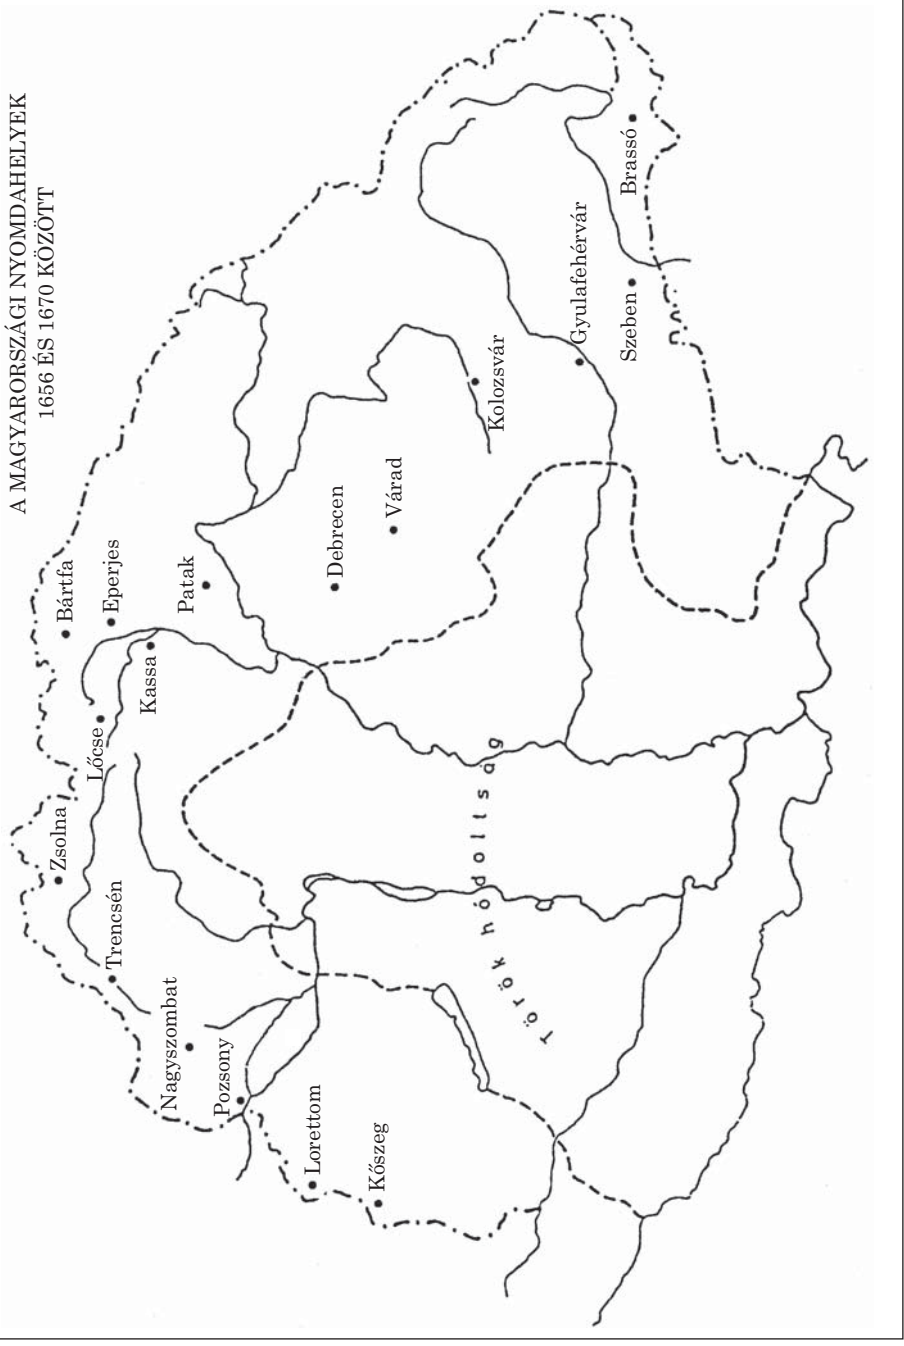 A MAGYARORSZÁGI NYOMDAHELYEK
1656 ÉS 1670 KÖZÖTT
Zsolna
Bártfa
Eperjes
Lőcse
Trencsén
Kassa
Patak
Nagyszombat
Pozsony
Debrecen
Lorettom
Várad
Kőszeg
Kolozsvár
Török hódoltság
Gyulafehérvár
Szeben
Brassó